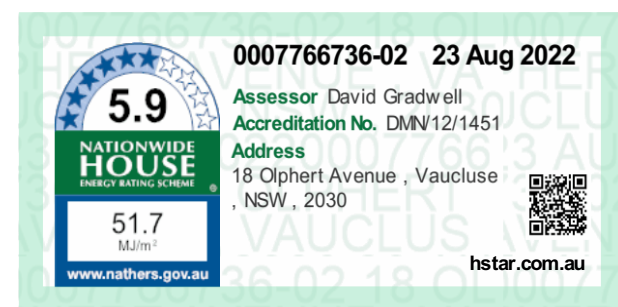 0007766736-02 23 Aug 2022
5.9
Assessor David Gradwell
Accreditation No. DMN/12/1451
NATIONWIDE
HOUSE
ENERGY RATING SCHEME ®
Address
18 Olphert Avenue , Vaucluse
, NSW , 2030
51.7
MJ/m²
www.nathers.gov.au
hstar.com.au